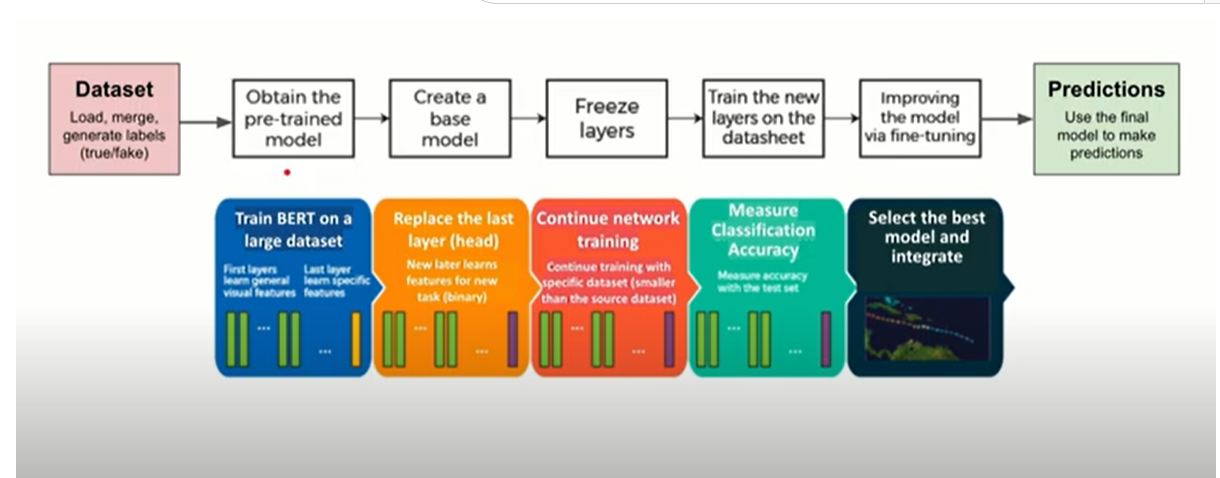 Dataset
Load, merge,
generate labels
(true/fake)
Obtain the
pre-trained
model
Create a
base
model
Freeze
layers
Train the new
layers on the
datasheet
Improving
the model
via fine-tuning
Predictions
Use the final
model to make
predictions
Train BERT on a
large dataset
First layers
learn general
visual features
Last layer
learn specific
features
...
...
Replace the last
layer (head)
New later learns
features for new
task (binary)
...
...
Continue network
training
Continue training with
specific dataset (smaller
than the source dataset)
...
...
Measure
Classification
Accuracy
Measure accuracy
with the test set
...
...
Select the best
model and
integrate